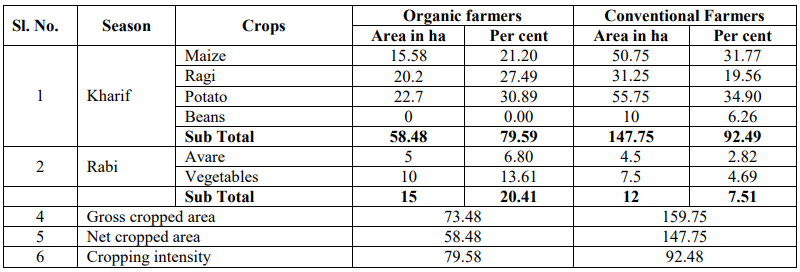 Sl. No. Season Crops Organic farmers Conventional Farmers
Area in ha Per cent Area in ha Per cent
1 Kharif Maize 15.58 21.20 50.75 31.77
Ragi 20.2 27.49 31.25 19.56
Potato 22.7 30.89 55.75 34.90
Beans 0 0.00 10 6.26
Sub Total 58.48 79.59 147.75 92.49
2 Rabi Avare 5 6.80 4.5 2.82
Vegetables 10 13.61 7.5 4.69
Sub Total 15 20.41 12 7.51
4 Gross cropped area 73.48 159.75
5 Net cropped area 58.48 147.75
6 Cropping intensity 79.58 92.48